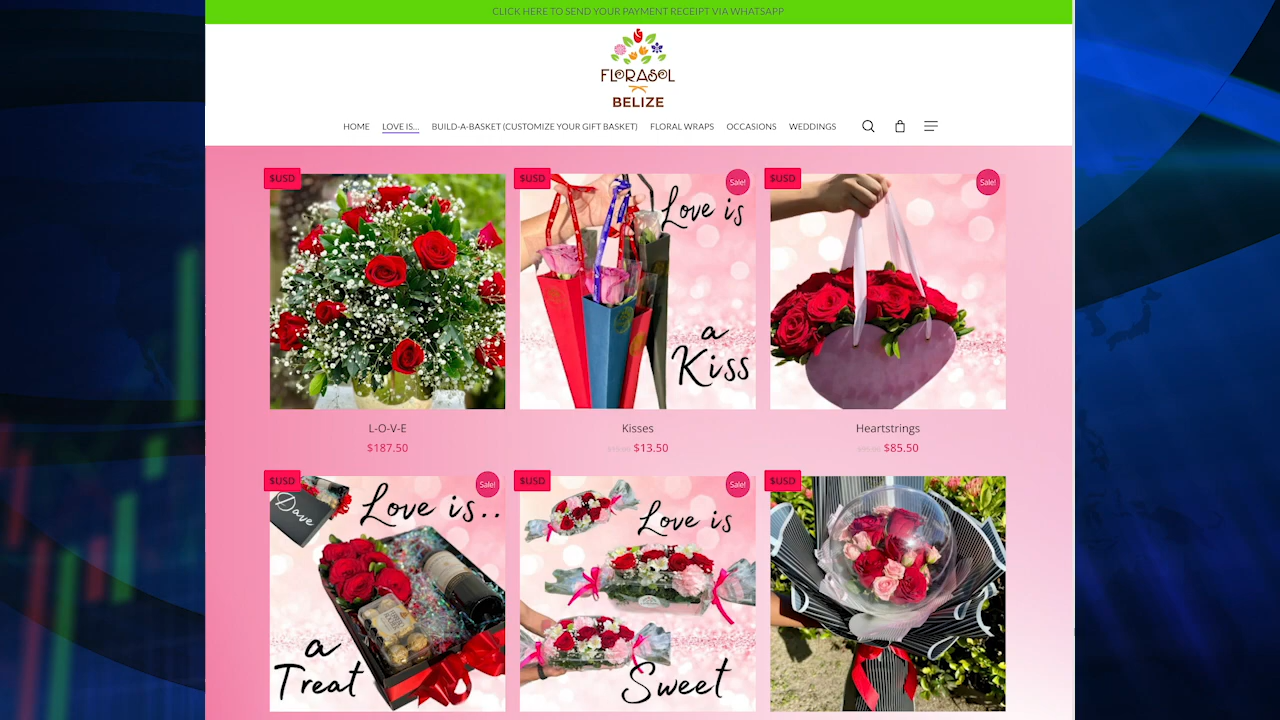 CLICK HERE TO SEND YOUR PAYMENT RECEIPT VIA WHATSAPP
FLORASOL
BELIZE
HOME LOVE IS... BUILD-A-BASKET (CUSTOMIZE YOUR GIFT BASKET) FLORAL WRAPS OCCASIONS WEDDINGS
$USD
$USD
Sale!
Love is
a
Kiss
$USD
Sale!
L-O-V-E
$187.50
Kisses
$13.50
Heartstrings
$85.50
$USD
Sale!
Dave
Love is..
a
Treat
$USD
Sale!
Love is
Sweet
$USD